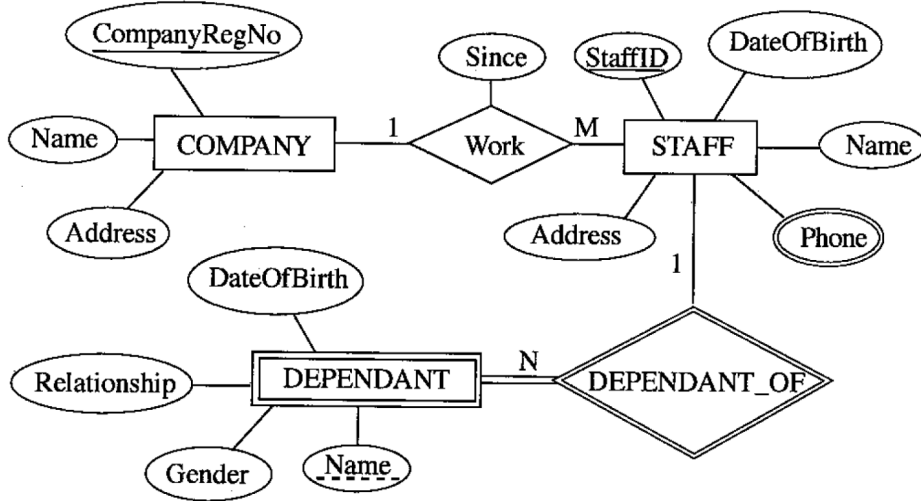 CompanyRegNo
Since
StaffID
DateOfBirth
Name
COMPANY
1
Work
M
STAFF
Name
Address
Address
Phone
1
DateOfBirth
Relationship
DEPENDANT
N
DEPENDANT_OF
Gender
Name